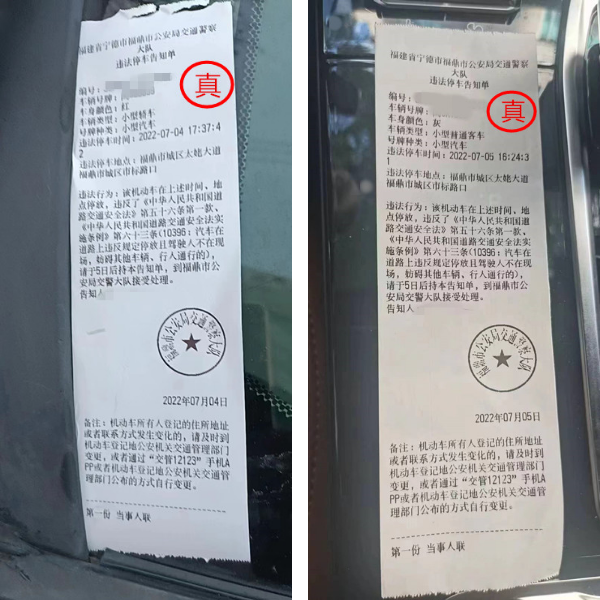 福建省宁德市福鼎市公安局交通警察
大队
违法停车告知单
真
编号:
车辆号牌:
车身颜色: 红
车辆类型: 小型轿车
号牌种类: 小型汽车
违法停车时间: 2022-07-04 17:37:4
2
违法停车地点: 福鼎市城区太姥大道
福鼎市城区市标路口
违法行为: 该机动车在上述时间、地
点停放, 违反了《中华人民共和国道
路交通安全法》第五十六条第一款、
《中华人民共和国道路交通安全法实
施条例》第六十三条(10396: 汽车在
道路上违反规定停放且驾驶人不在现
场, 妨碍其他车辆、行人通行的),
请于5日后持本告知单, 到福鼎市公
安局交警大队接受处理。
告知人
福鼎市公安局交通警察大队
2022年07月04日
备注: 机动车所有人登记的住所地址
或者联系方式发生变化的, 请及时到
机动车登记地公安机关交通管理部门
变更, 或者通过“交管12123”手机A
PP或者机动车登记地公安机关交通管
理部门公布的方式自行变更。
第一份 当事人联
福建省宁德市福鼎市公安局交通警察
大队
违法停车告知单
真
编号:
车辆号牌:
车身颜色: 灰
车辆类型: 小型普通客车
号牌种类: 小型汽车
违法停车时间: 2022-07-05 16:24:3
1
违法停车地点: 福鼎市城区太姥大道
福鼎市城区市标路口
违法行为: 该机动车在上述时间、地
点停放, 违反了《中华人民共和国道
路交通安全法》第五十六条第一款、
《中华人民共和国道路交通安全法实
施条例》第六十三条(10396: 汽车在
道路上违反规定停放且驾驶人不在现
场, 妨碍其他车辆、行人通行的),
请于5日后持本告知单, 到福鼎市公
安局交警大队接受处理。
告知人
福鼎市公安局交通警察大队
2022年07月05日
备注: 机动车所有人登记的住所地址
或者联系方式发生变化的, 请及时到
机动车登记地公安机关交通管理部门
变更, 或者通过“交管12123”手机A
PP或者机动车登记地公安机关交通管
理部门公布的方式自行变更。
第一份 当事人联